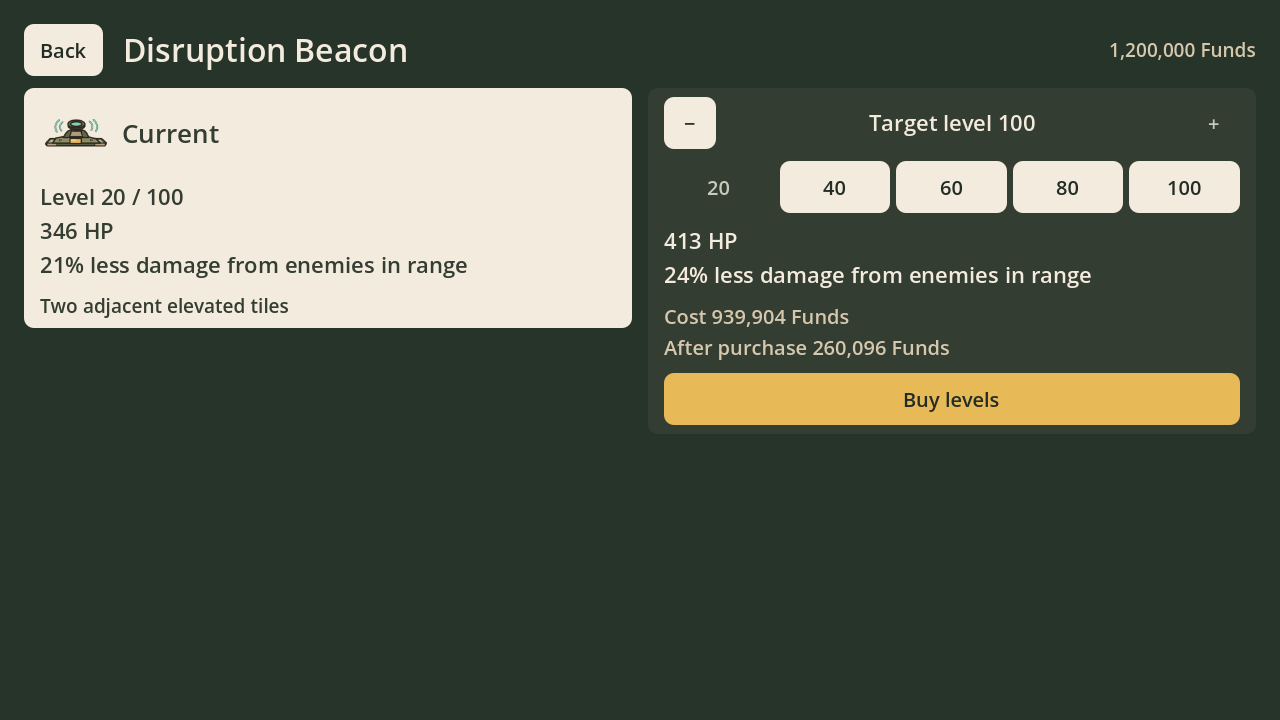 Back
Disruption Beacon
1,200,000 Funds
Current
Level 20 / 100
346 HP
21% less damage from enemies in range
Two adjacent elevated tiles
−
Target level 100
+
20
40
60
80
100
413 HP
24% less damage from enemies in range
Cost 939,904 Funds
After purchase 260,096 Funds
Buy levels